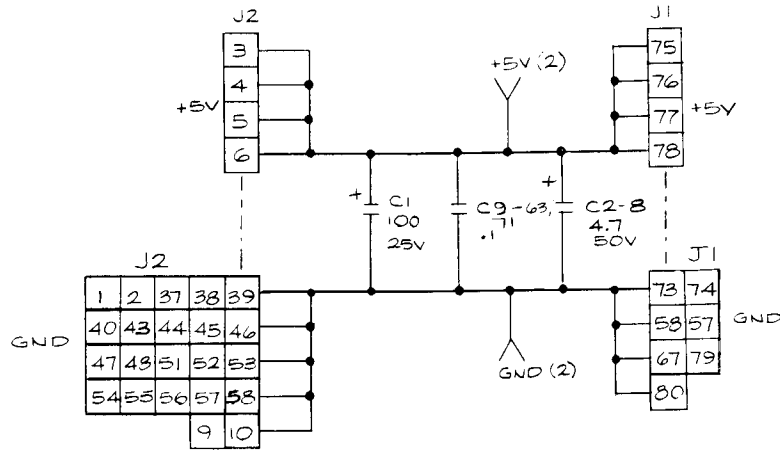 J2
J1
3
75
4
+5V (2)
76
+5V
5
77
+5V
6
78
+
C1
100
25V
C9-63,
71
.1
+
C2-8
4.7
50V
J2
J1
1 2 37 38 39
73 74
40 43 44 45 46
58 57
GND
GND
47 48 51 52 53
67 79
GND (2)
54 55 56 57 58
80
9 10